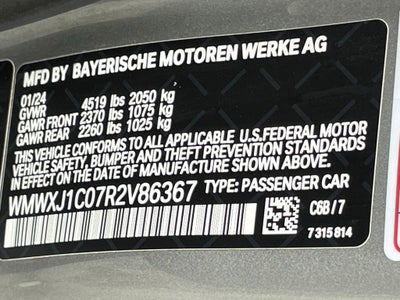 MFD BY BAYERISCHE MOTOREN WERKE AG
01/24
GVWR 4519 lbs 2050 kg
GAWR FRONT 2370 lbs 1075 kg
GAWR REAR 2260 lbs 1025 kg
THIS VEHICLE CONFORMS TO ALL APPLICABLE U.S.FEDERAL MOTOR
VEHICLE SAFETY, BUMPER AND THEFT PREVENTION STANDARDS
IN EFFECT ON THE DATE OF MANUFACTURE SHOWN ABOVE.
WMWXJ1C07R2V86367 TYPE: PASSENGER CAR
C6B / 7
7 315 814